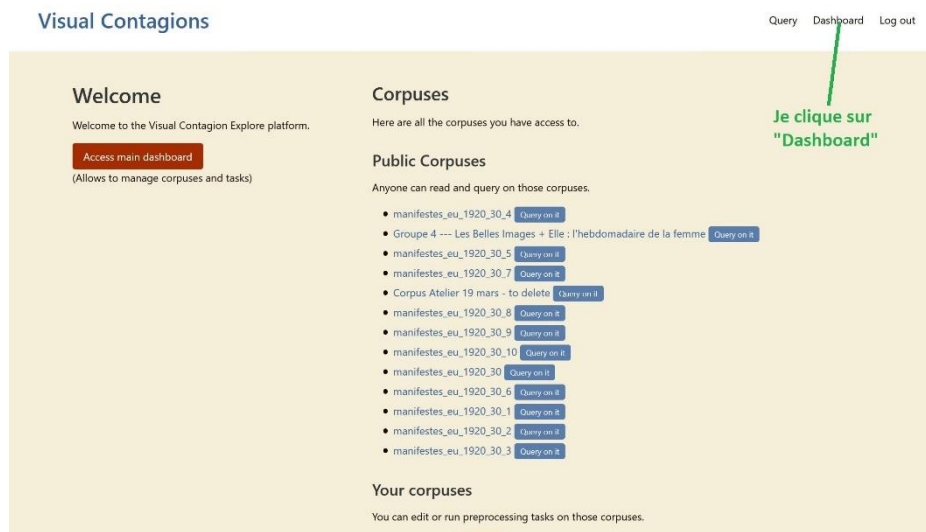 Visual Contagions
Query Dashboard Log out
Je clique sur
"Dashboard"
Welcome
Welcome to the Visual Contagion Explore platform.
Access main dashboard
(Allows to manage corpuses and tasks)
Corpuses
Here are all the corpuses you have access to.
Public Corpuses
Anyone can read and query on those corpuses.
manifestes_eu_1920_30_4 Query on it
Groupe 4 --- Les Belles Images + Elle : l'hebdomadaire de la femme Query on it
manifestes_eu_1920_30_5 Query on it
manifestes_eu_1920_30_7 Query on it
Corpus Atelier 19 mars - to delete Query on it
manifestes_eu_1920_30_8 Query on it
manifestes_eu_1920_30_9 Query on it
manifestes_eu_1920_30_10 Query on it
manifestes_eu_1920_30 Query on it
manifestes_eu_1920_30_6 Query on it
manifestes_eu_1920_30_1 Query on it
manifestes_eu_1920_30_2 Query on it
manifestes_eu_1920_30_3 Query on it
Your corpuses
You can edit or run preprocessing tasks on those corpuses.